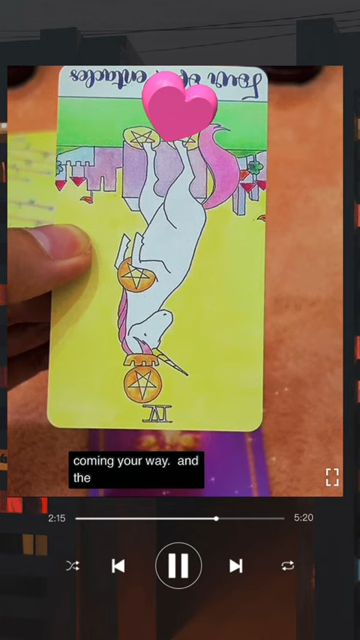 Four of Pentacles
IV
coming your way.  and
the
2:15
5:20